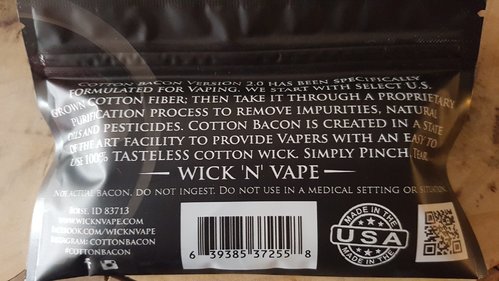 COTTON BACON VERSION 2.0 HAS BEEN SPECIFICALLY
FORMULATED FOR VAPING. WE START WITH SELECT U.S.
GROWN COTTON FIBER; THEN TAKE IT THROUGH A PROPRIETARY
PURIFICATION PROCESS TO REMOVE IMPURITIES, NATURAL
OILS AND PESTICIDES. COTTON BACON IS CREATED IN A STATE
OF THE ART FACILITY TO PROVIDE VAPERS WITH AN EASY TO
USE 100% TASTELESS COTTON WICK. SIMPLY PINCH, TEAR
WICK 'N' VAPE
NOT ACTUAL BACON. DO NOT INGEST. DO NOT USE IN A MEDICAL SETTING OR SITUATION.
BOISE, ID 83713
WWW.WICKNVAPE.COM
FACEBOOK.COM/WICKNVAPE
INSTAGRAM: COTTONBACON
#COTTONBACON
f
6 39385 37255 8
MADE IN THE
USA
MADE IN THE